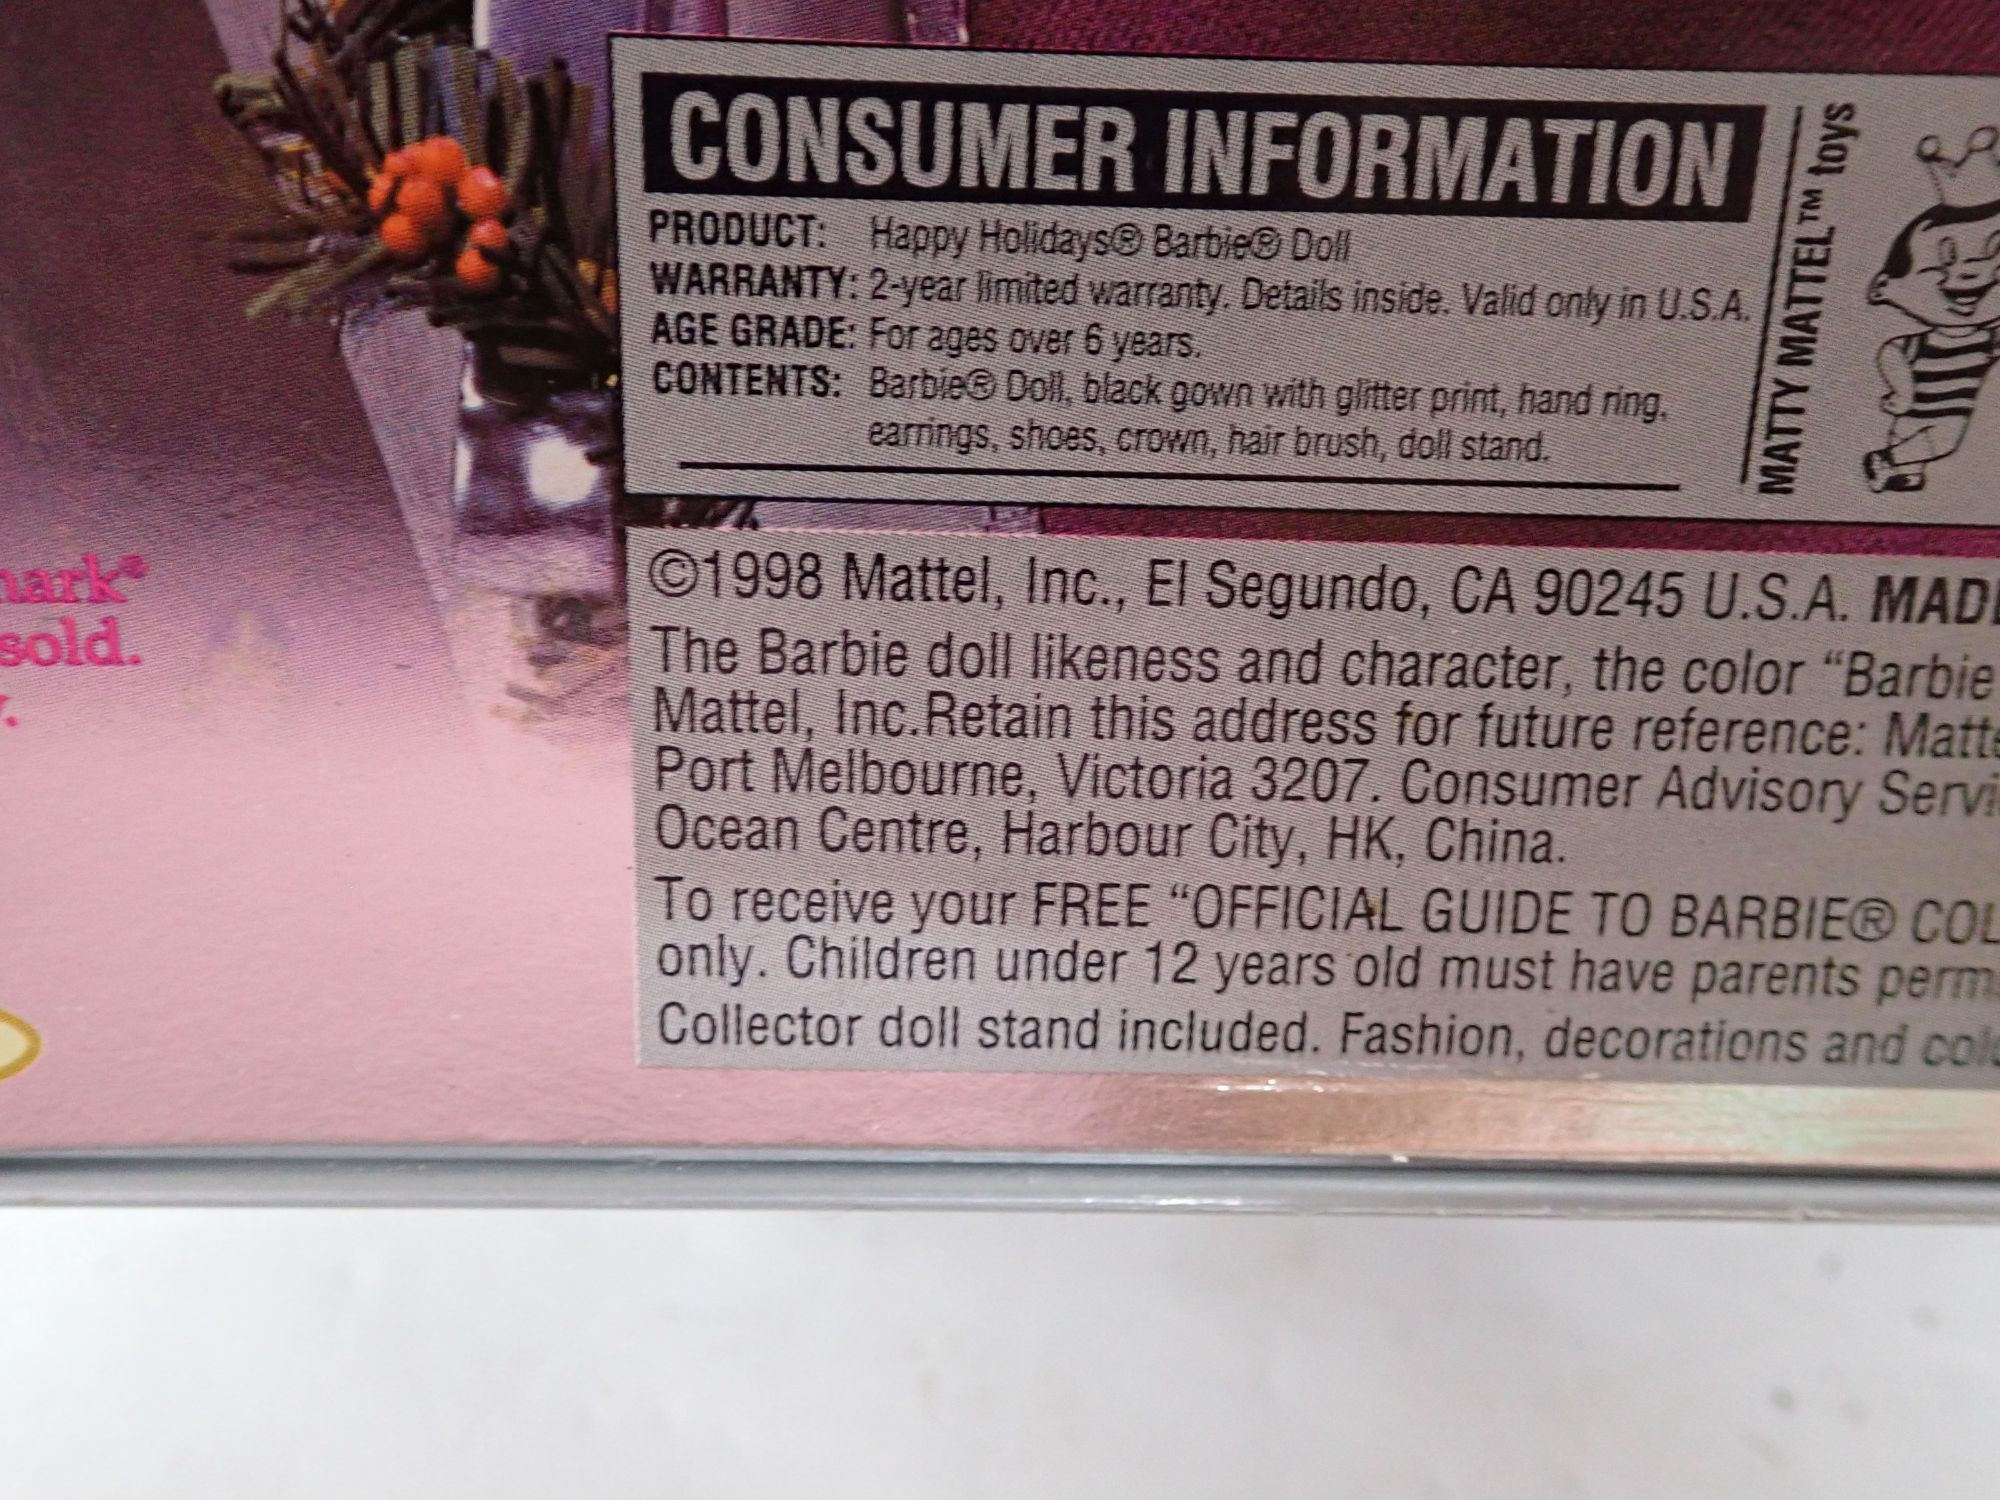 CONSUMER INFORMATION
PRODUCT: Happy Holidays® Barbie® Doll
WARRANTY: 2-year limited warranty. Details inside. Valid only in U.S.A.
AGE GRADE: For ages over 6 years.
CONTENTS: Barbie® Doll, black gown with glitter print, hand ring,
earrings, shoes, crown, hair brush, doll stand.
MATTY MATTEL™ toys
©1998 Mattel, Inc., El Segundo, CA 90245 U.S.A.
The Barbie doll likeness and character, the color “Barbie
Mattel, Inc.Retain this address for future reference:
Port Melbourne, Victoria 3207. Consumer Advisory
Ocean Centre, Harbour City, HK, China.
To receive your FREE “OFFICIAL GUIDE TO BARBIE®
only. Children under 12 years old must have parents
Collector doll stand included. Fashion, decorations and
sold.